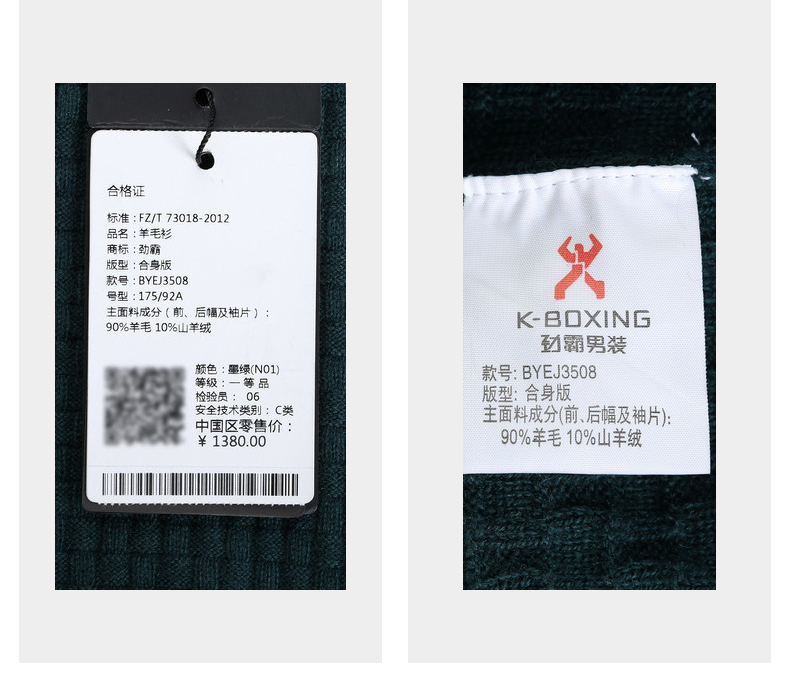 合格证
标准：FZ/T 73018-2012
品名：羊毛衫
商标：劲霸
版型：合身版
款号：BYEJ3508
号型：175/92A
主面料成分（前、后幅及袖片）：
90%羊毛 10%山羊绒
颜色：墨绿(N01)
等级：一 等 品
检验员： 06
安全技术类别：C类
中国区零售价：
¥ 1380.00
K-BOXING
劲霸男装
款号: BYEJ3508
版型: 合身版
主面料成分(前、后幅及袖片):
90%羊毛 10%山羊绒